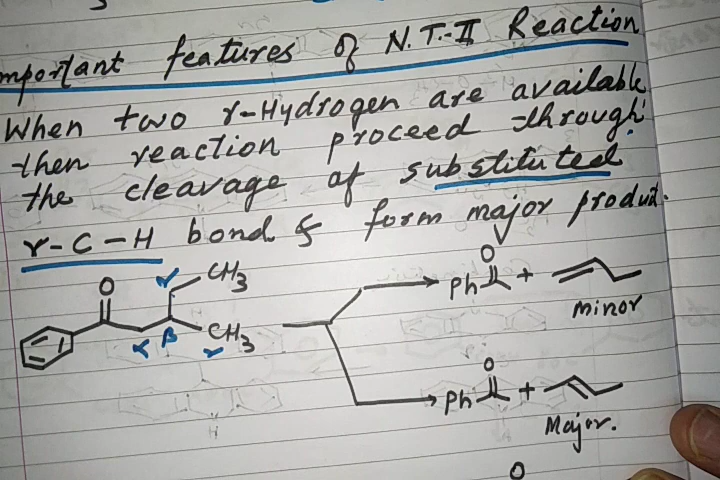 mportant features of N.T.-II Reaction
When two γ-Hydrogen are available
then reaction proceed through
the cleavage of substituted
γ-C-H bond & form major product.
O
CH3
CH3
α β γ
γ
Ph
O
+
minor
Ph
O
+
Major.
O